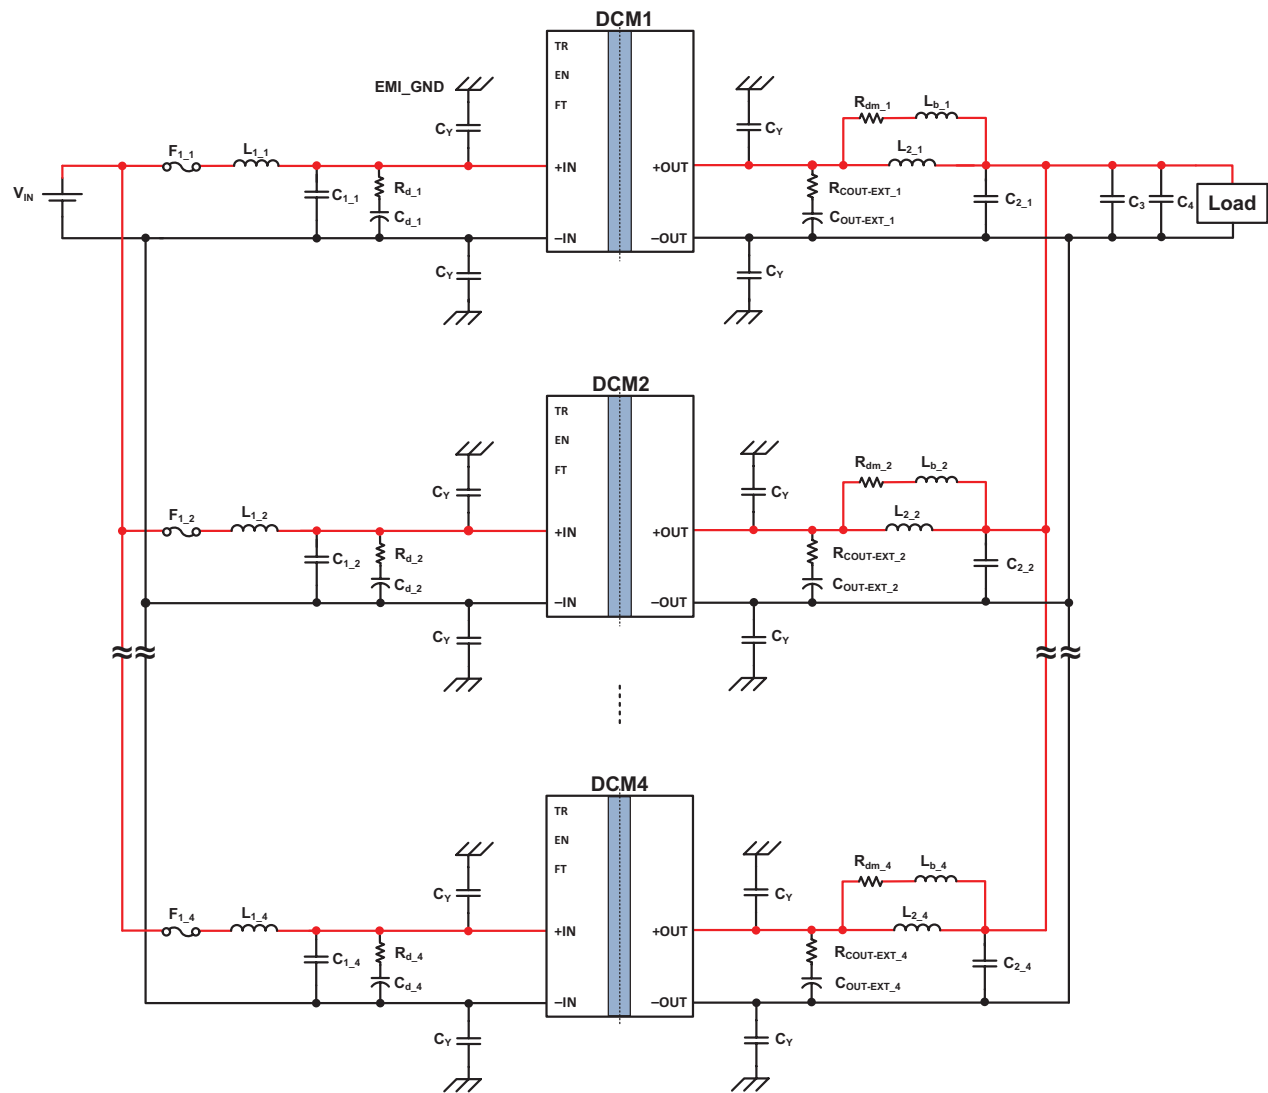 DCM1
TR
EN
FT
+IN
–IN
+OUT
–OUT
EMI_GND
CY
CY
CY
CY
VIN
F1_1
L1_1
C1_1
Rd_1
Cd_1
Rdm_1
Lb_1
L2_1
RCOUT-EXT_1
COUT-EXT_1
C2_1
C3
C4
Load
DCM2
TR
EN
FT
+IN
–IN
+OUT
–OUT
CY
CY
CY
CY
F1_2
L1_2
C1_2
Rd_2
Cd_2
Rdm_2
Lb_2
L2_2
RCOUT-EXT_2
COUT-EXT_2
C2_2
DCM4
TR
EN
FT
+IN
–IN
+OUT
–OUT
CY
CY
CY
CY
F1_4
L1_4
C1_4
Rd_4
Cd_4
Rdm_4
Lb_4
L2_4
RCOUT-EXT_4
COUT-EXT_4
C2_4